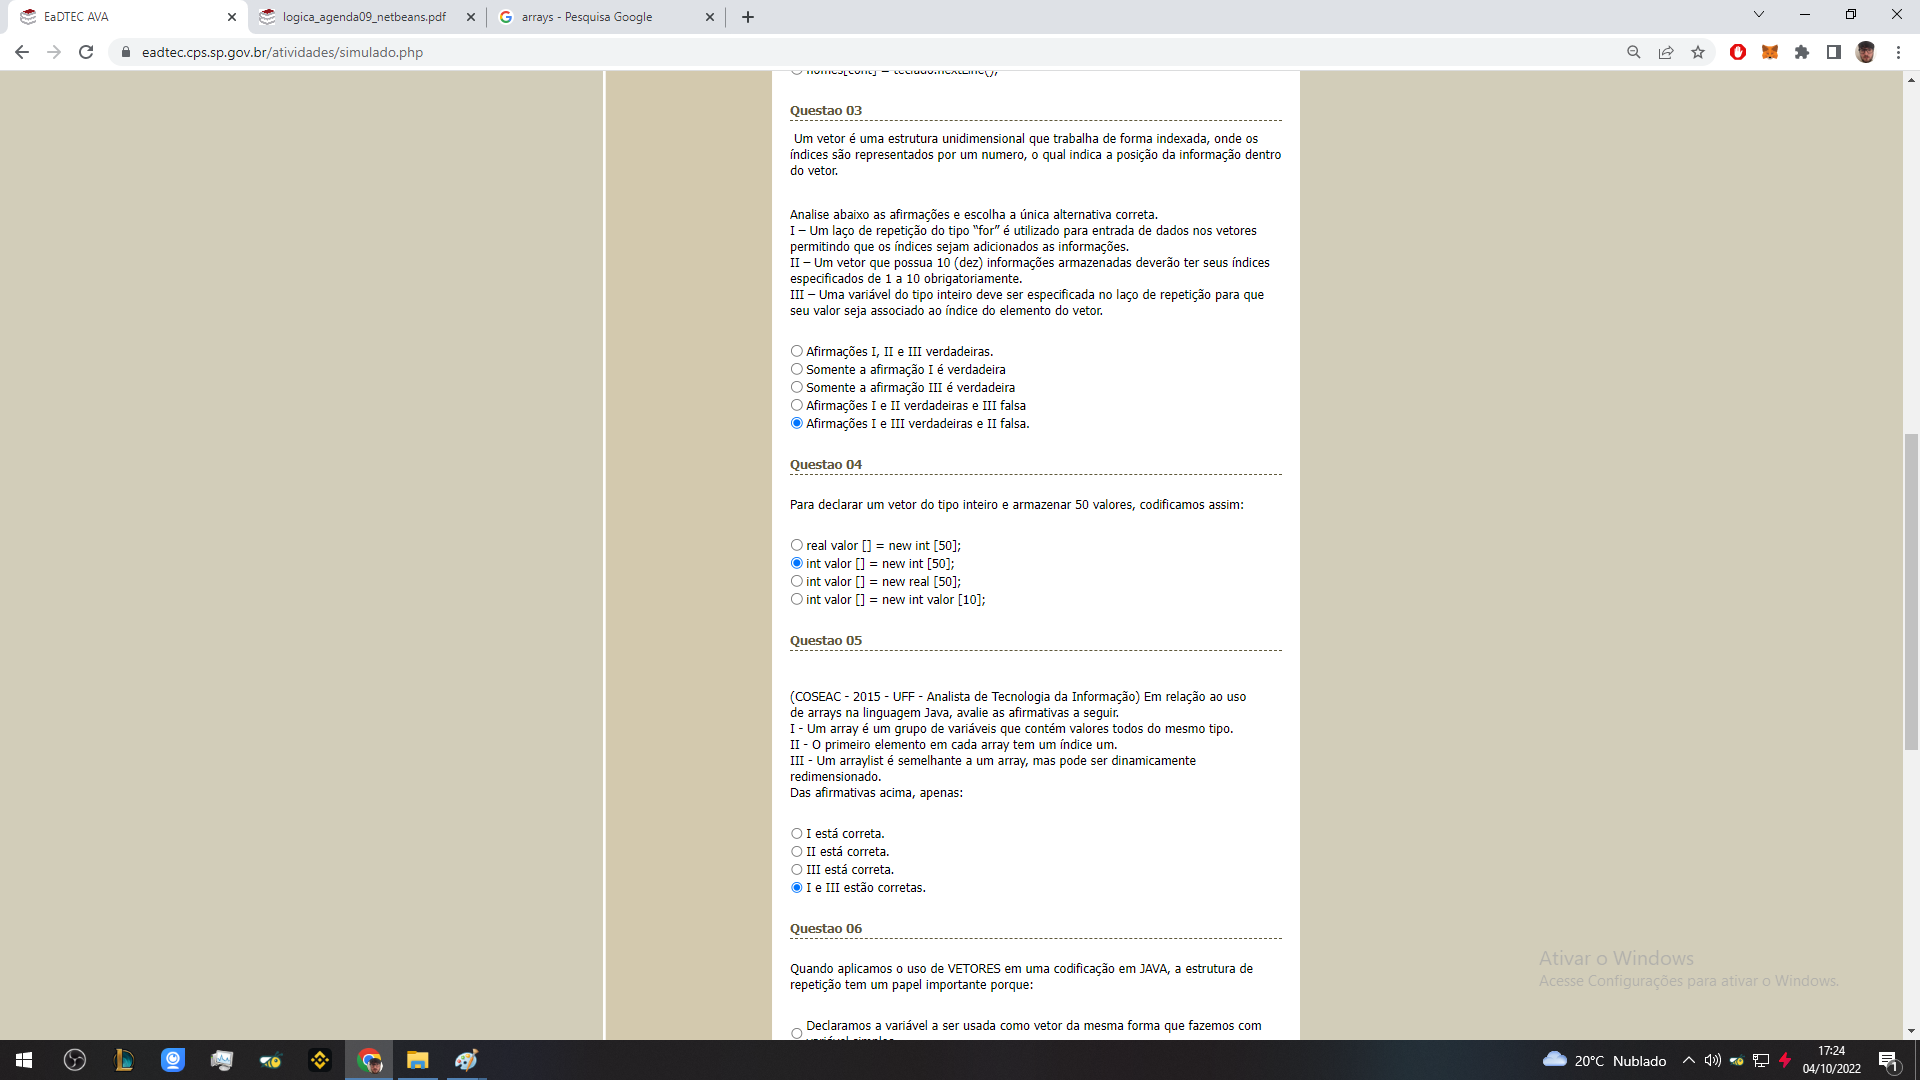 EaDTEC AVA
logica_agenda09_netbeans.pdf
arrays - Pesquisa Google
eadtec.cps.sp.gov.br/atividades/simulado.php
nomes[cont] = teclado.nextLine();
Questao 03
Um vetor é uma estrutura unidimensional que trabalha de forma indexada, onde os
índices são representados por um numero, o qual indica a posição da informação dentro
do vetor.
Analise abaixo as afirmações e escolha a única alternativa correta.
I – Um laço de repetição do tipo “for” é utilizado para entrada de dados nos vetores
permitindo que os índices sejam adicionados as informações.
II – Um vetor que possua 10 (dez) informações armazenadas deverão ter seus índices
especificados de 1 a 10 obrigatoriamente.
III – Uma variável do tipo inteiro deve ser especificada no laço de repetição para que
seu valor seja associado ao índice do elemento do vetor.
Afirmações I, II e III verdadeiras.
Somente a afirmação I é verdadeira
Somente a afirmação III é verdadeira
Afirmações I e II verdadeiras e III falsa
Afirmações I e III verdadeiras e II falsa.
Questao 04
Para declarar um vetor do tipo inteiro e armazenar 50 valores, codificamos assim:
real valor [] = new int [50];
int valor [] = new int [50];
int valor [] = new real [50];
int valor [] = new int valor [10];
Questao 05
(COSEAC - 2015 - UFF - Analista de Tecnologia da Informação) Em relação ao uso
de arrays na linguagem Java, avalie as afirmativas a seguir.
I - Um array é um grupo de variáveis que contém valores todos do mesmo tipo.
II - O primeiro elemento em cada array tem um índice um.
III - Um arraylist é semelhante a um array, mas pode ser dinamicamente
redimensionado.
Das afirmativas acima, apenas:
I está correta.
II está correta.
III está correta.
I e III estão corretas.
Questao 06
Quando aplicamos o uso de VETORES em uma codificação em JAVA, a estrutura de
repetição tem um papel importante porque:
Declaramos a variável a ser usada como vetor da mesma forma que fazemos com
variável simples
Ativar o Windows
Acesse Configurações para ativar o Windows.
20°C Nublado
17:24
04/10/2022
1